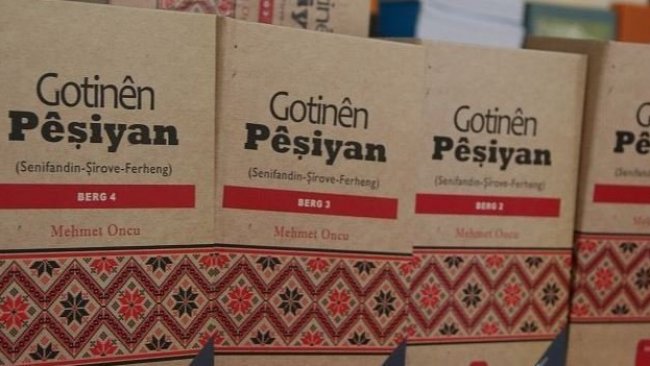 Gotinên
Pêşiyan
(Senifandin-Şirove-Ferheng)
BERG 4
Mehmet Oncu
Gotinên
Pêşiyan
(Senifandin-Şirove-Ferheng)
BERG 3
Mehmet Oncu
Gotinên
Pêşiyan
(Senifandin-Şirove-Ferheng)
BERG 2
Mehmet Oncu